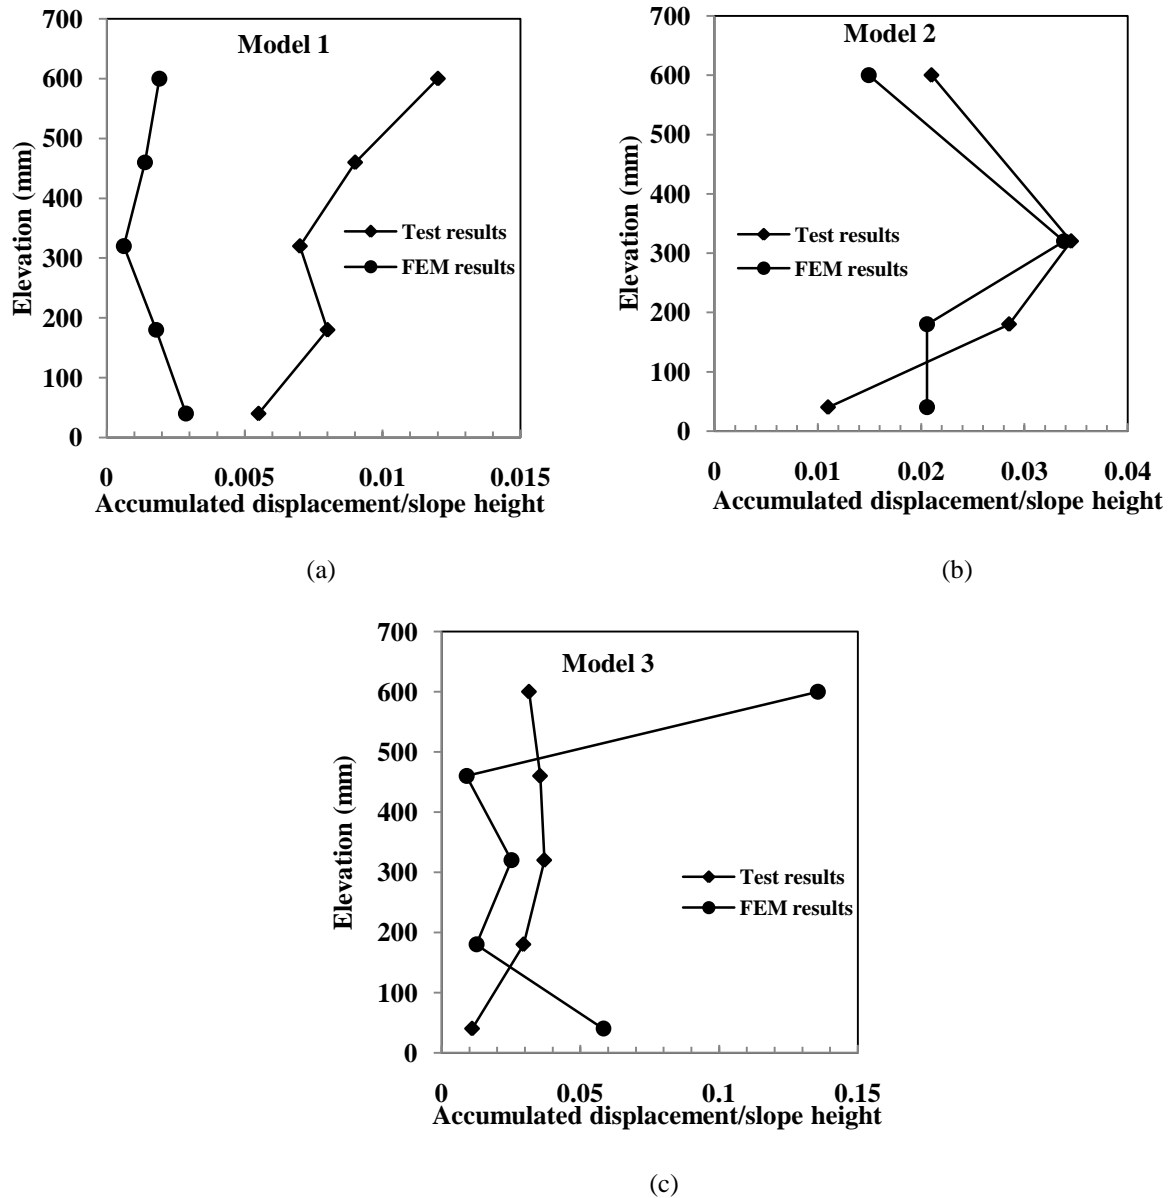 Model 1
700
600
500
400
300
200
100
0
Elevation (mm)
Test results
FEM results
0 0.005 0.01 0.015
Accumulated displacement/slope height
(a)
Model 2
700
600
500
400
300
200
100
0
Elevation (mm)
Test results
FEM results
0 0.01 0.02 0.03 0.04
Accumulated displacement/slope height
(b)
Model 3
700
600
500
400
300
200
100
0
Elevation (mm)
Test results
FEM results
0 0.05 0.1 0.15
Accumulated displacement/slope height
(c)